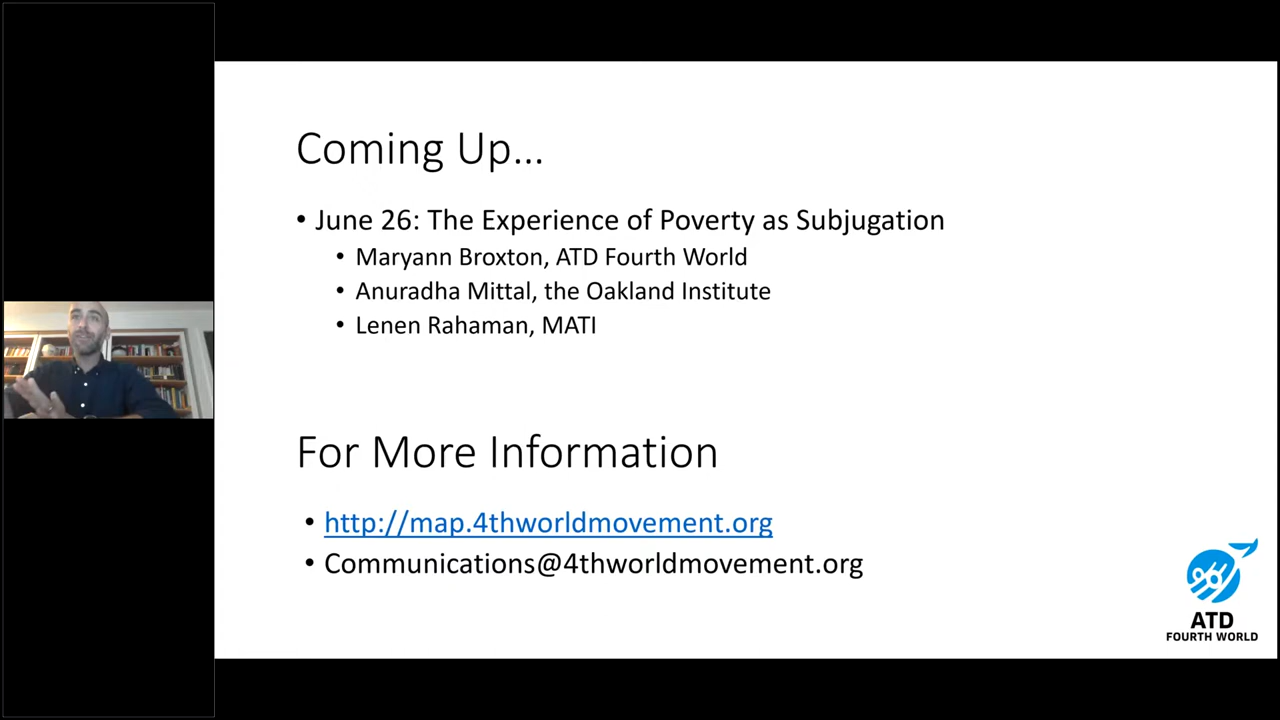 Coming Up…
• June 26: The Experience of Poverty as Subjugation
• Maryann Broxton, ATD Fourth World
• Anuradha Mittal, the Oakland Institute
• Lenen Rahaman, MATI
For More Information
• http://map.4thworldmovement.org
• Communications@4thworldmovement.org
ATD
FOURTH WORLD